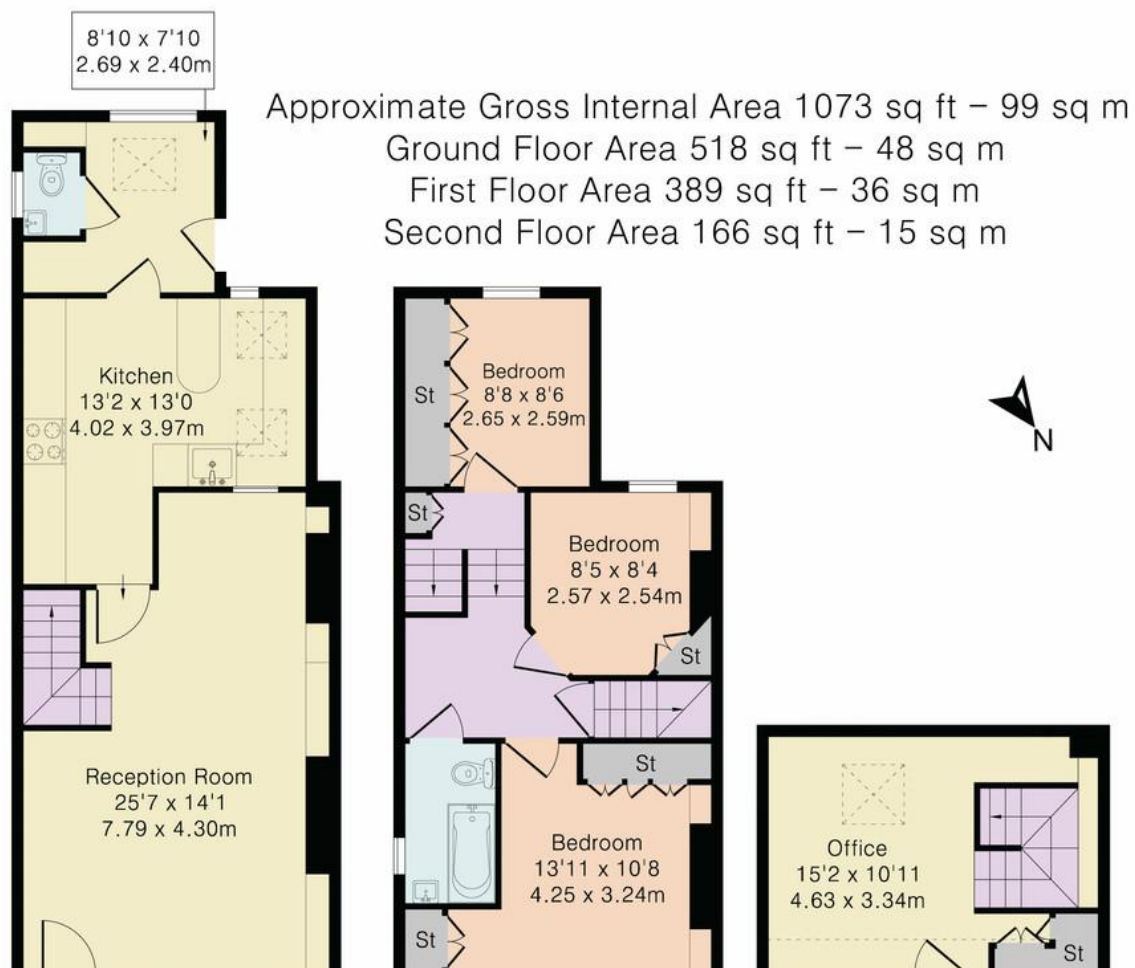 8'10 x 7'10
2.69 x 2.40m
Approximate Gross Internal Area 1073 sq ft – 99 sq m
Ground Floor Area 518 sq ft – 48 sq m
First Floor Area 389 sq ft – 36 sq m
Second Floor Area 166 sq ft – 15 sq m
Kitchen
13'2 x 13'0
4.02 x 3.97m
St
Bedroom
8'8 x 8'6
2.65 x 2.59m
N
St
Bedroom
8'5 x 8'4
2.57 x 2.54m
St
Reception Room
25'7 x 14'1
7.79 x 4.30m
St
Bedroom
13'11 x 10'8
4.25 x 3.24m
St
Office
15'2 x 10'11
4.63 x 3.34m
St